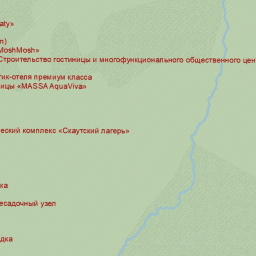 aty»
n)
MoshMosh»
Строительство гостиницы и многофункционального общественного цен
тик-отеля премиум класса
ицы «MASSA AquaViva»
еский комплекс «Скаутский лагерь»
ка
есадочный узел
дка